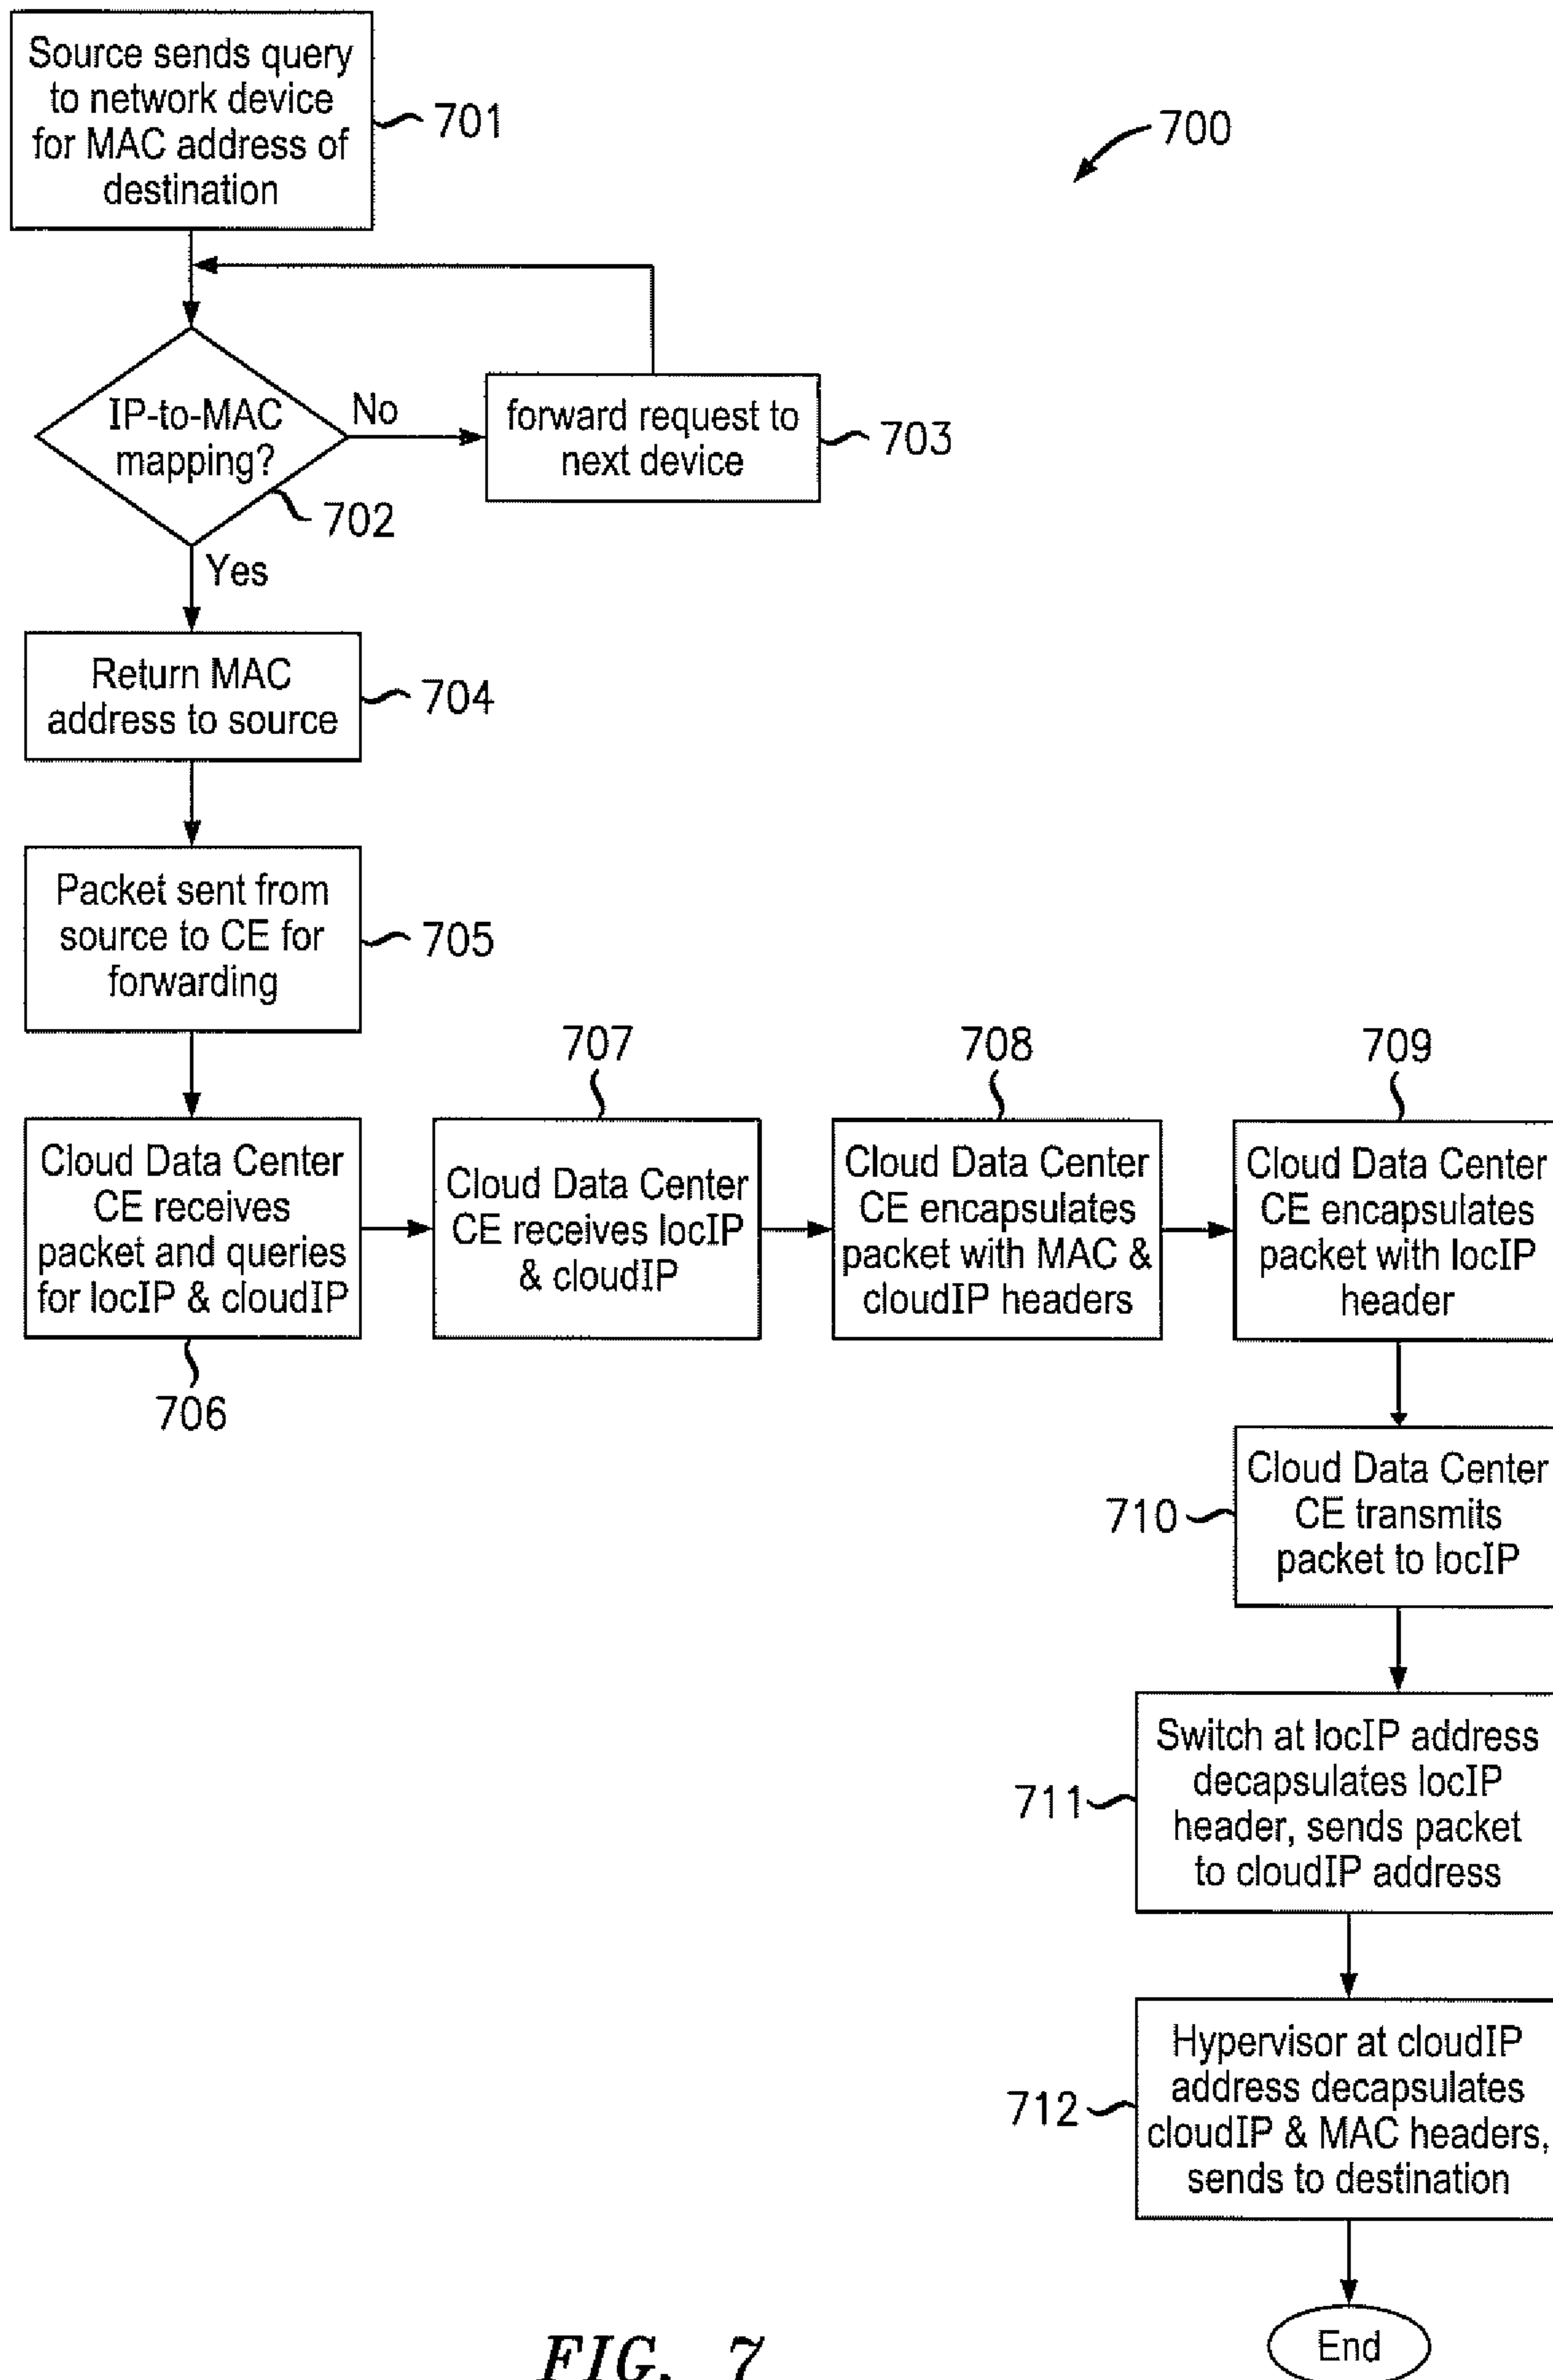 Source sends query
to network device
for MAC address of
destination
701
700
IP-to-MAC
mapping?
No
702
forward request to
next device
703
Yes
Return MAC
address to source
704
Packet sent from
source to CE for
forwarding
705
Cloud Data Center
CE receives
packet and queries
for locIP & cloudIP
706
707
Cloud Data Center
CE receives locIP
& cloudIP
708
Cloud Data Center
CE encapsulates
packet with MAC &
cloudIP headers
709
Cloud Data Center
CE encapsulates
packet with locIP
header
710
Cloud Data Center
CE transmits
packet to locIP
711
Switch at locIP address
decapsulates locIP
header, sends packet
to cloudIP address
712
Hypervisor at cloudIP
address decapsulates
cloudIP & MAC headers,
sends to destination
End
FIG. 7